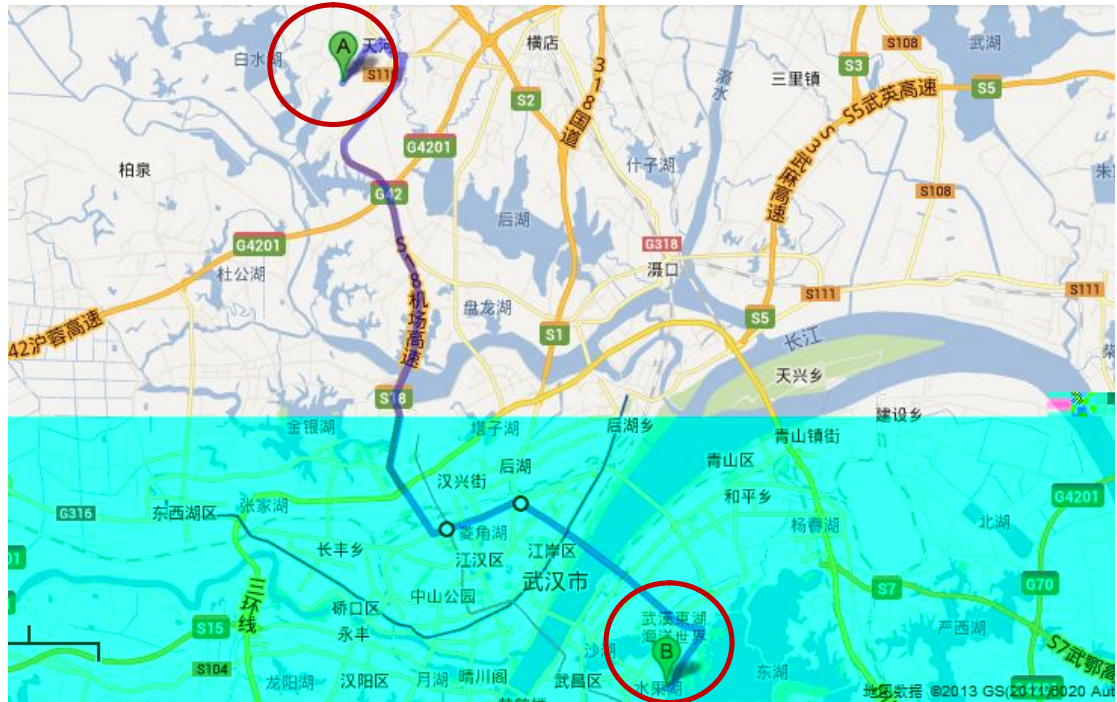 白水湖
A
天河
横店
S108
武湖
S3
三里镇
S5
S2
318国道
滠水
S5武英高速
S3武麻高速
G4201
柏泉
什子湖
S108
G42
后湖
G4201
G318
滠口
杜公湖
S18机场高速
S111
S111
盘龙湖
S5
42沪蓉高速
S1
长江
天兴乡
S18
建设乡
金银湖
塔子湖
后湖乡
青山镇街
后湖
汉兴街
青山区
和平乡
G4201
张家湖
G316
东西湖区
杨春湖
北湖
菱角湖
长丰乡
江汉区
江岸区
武汉市
三环线
中山公园
S7
G70
硚口区
武漢東湖
海洋世界
S15
永丰
沙湖
B
严西湖
S7武鄂高
S104
龙阳湖
汉阳区
月湖
晴川阁
武昌区
水果湖
东湖
地图数据 ©2013 GS(2011)6020 Aut